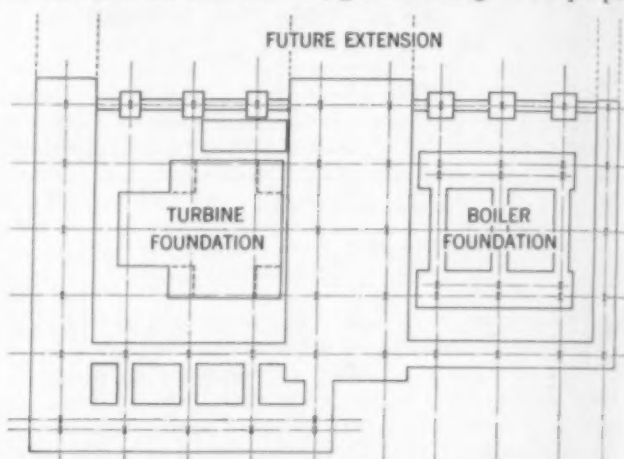 FUTURE EXTENSION
TURBINE
FOUNDATION
BOILER
FOUNDATION